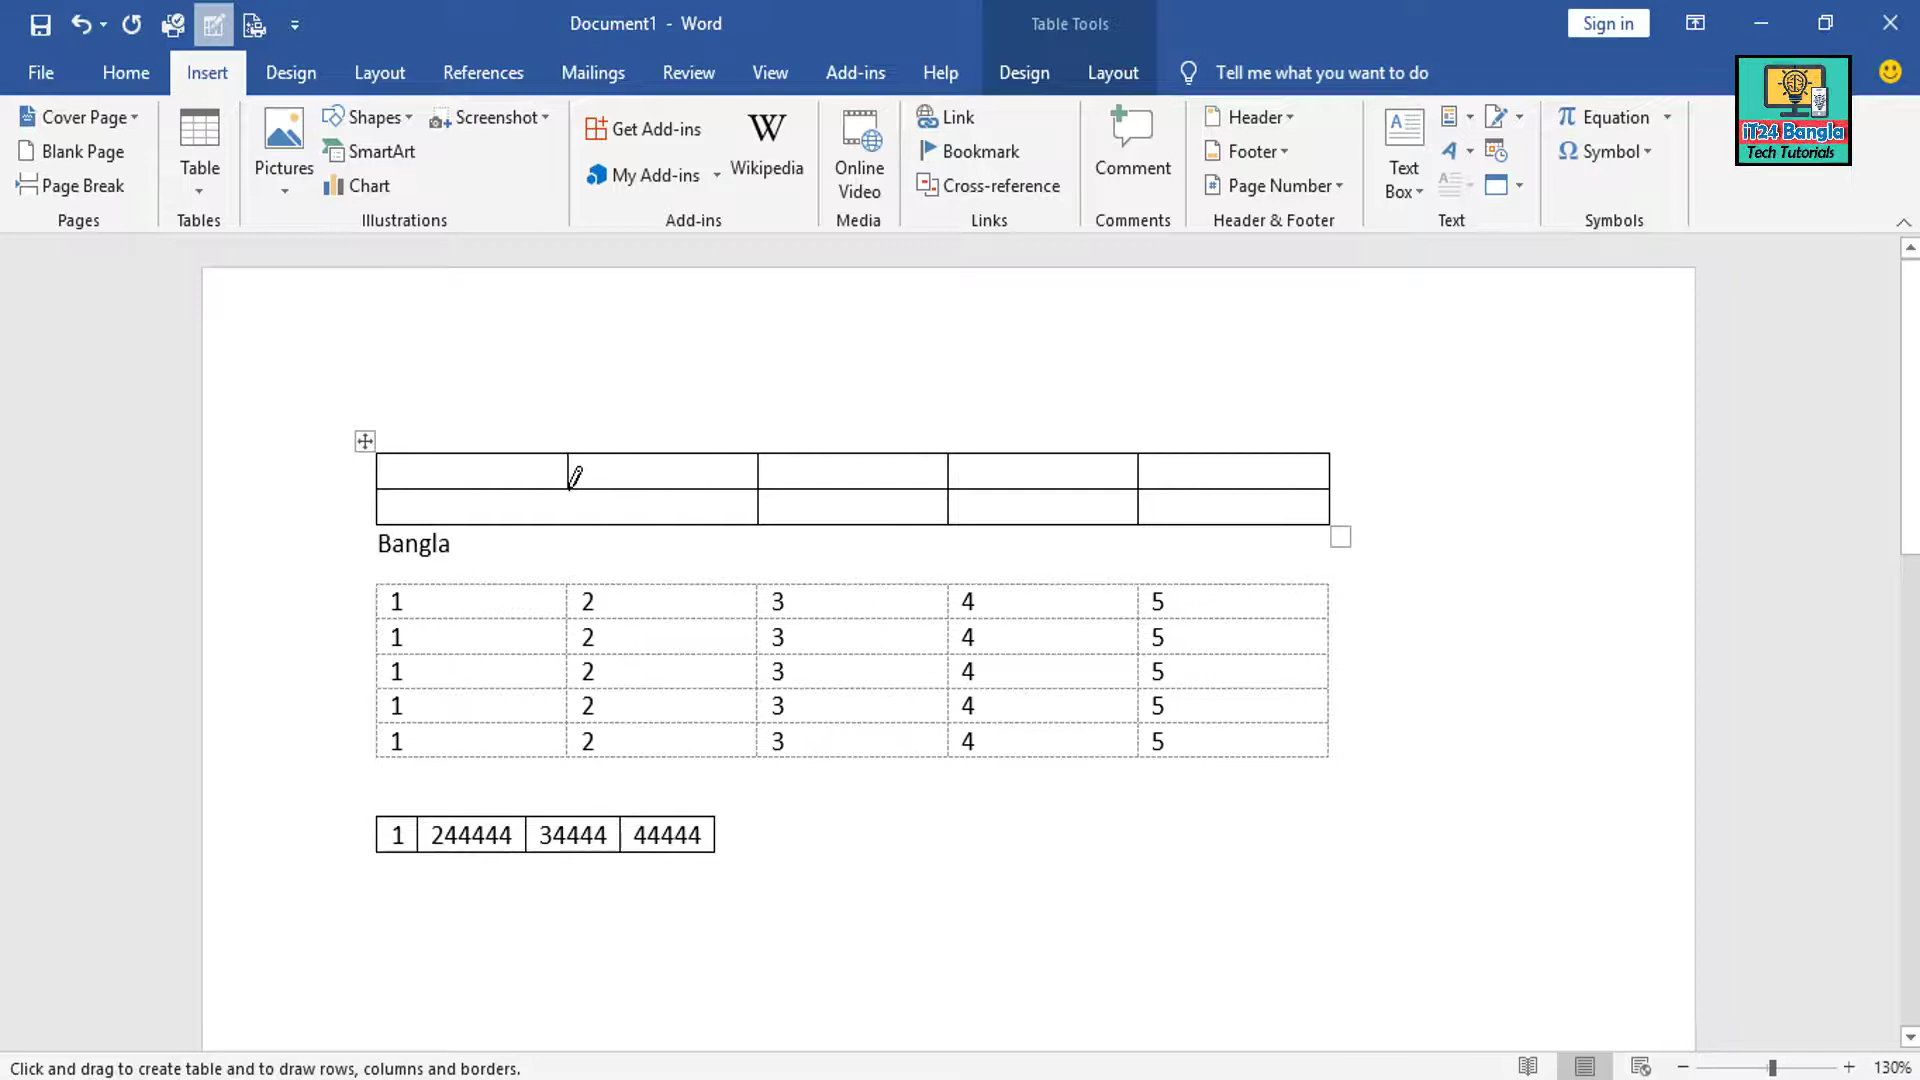 Document1 - Word
Table Tools
Sign in
File Home Insert Design Layout References Mailings Review View Add-ins Help Design Layout Tell me what you want to do
Cover Page
Blank Page
Page Break
Pages
Table
Tables
Pictures
Shapes
SmartArt
Chart
Screenshot
Illustrations
Get Add-ins
My Add-ins
Wikipedia
Add-ins
Online
Video
Media
Link
Bookmark
Cross-reference
Links
Comment
Comments
Header
Footer
Page Number
Header & Footer
Text
Box
Text
Equation
Symbol
Symbols
iT24 Bangla
Tech Tutorials
Bangla
1 2 3 4 5
1 2 3 4 5
1 2 3 4 5
1 2 3 4 5
1 2 3 4 5
1 244444 34444 44444
Click and drag to create table and to draw rows, columns and borders.
130%